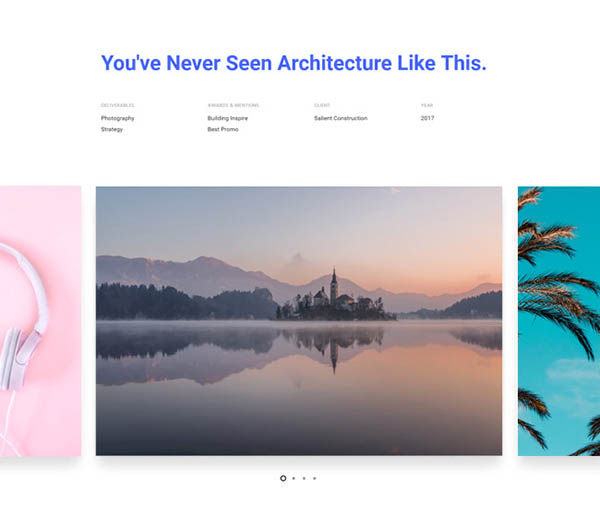 You've Never Seen Architecture Like This.
DELIVERABLES
Photography
Strategy
AWARDS & MENTIONS
Building Inspire
Best Promo
CLIENT
Salient Construction
YEAR
2017